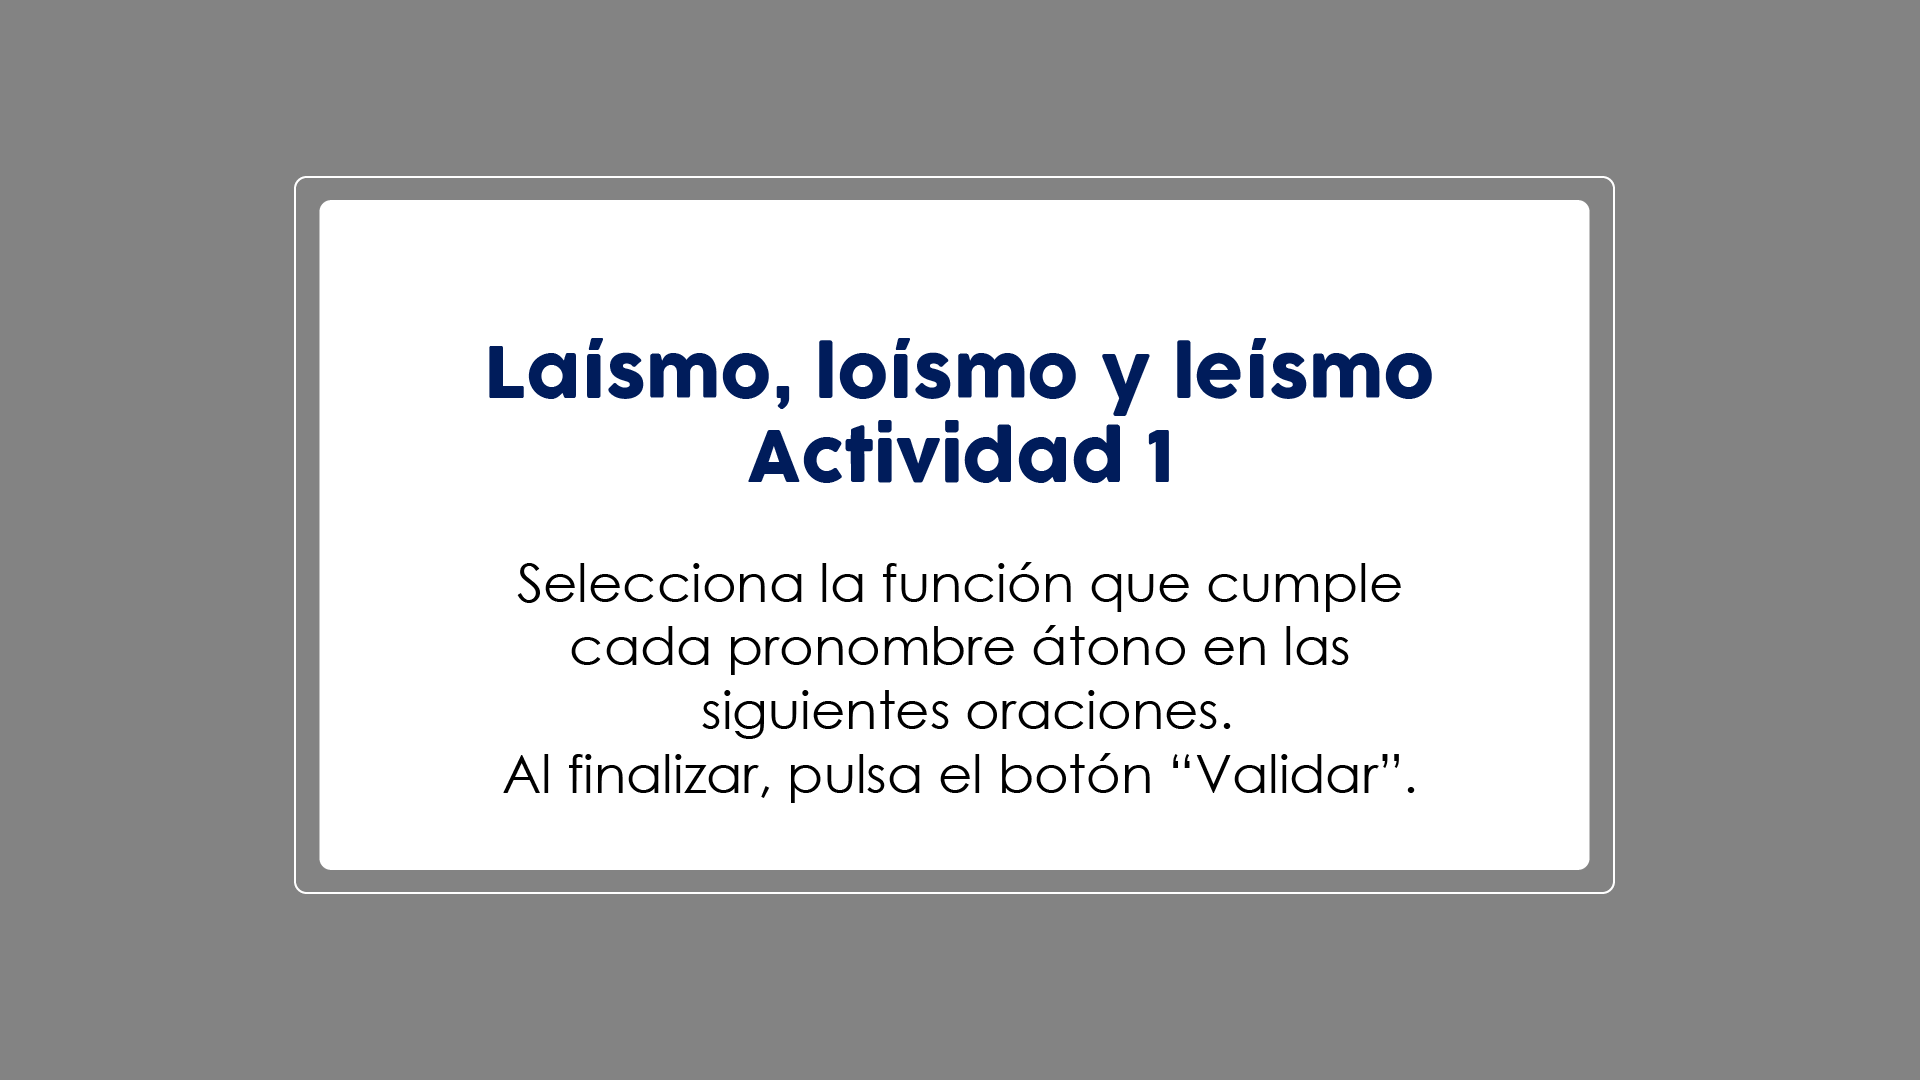 Laísmo, loísmo y leísmo
Actividad 1
Selecciona la función que cumple
cada pronombre átono en las
siguientes oraciones.
Al finalizar, pulsa el botón “Validar”.